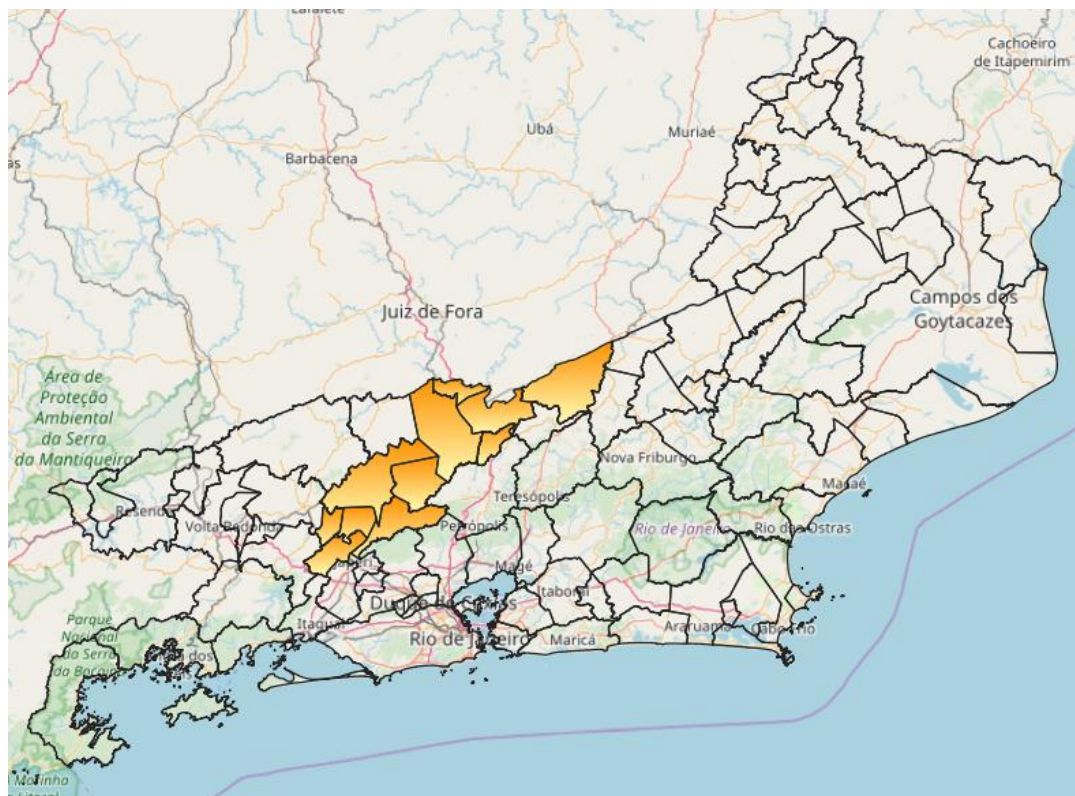 Lafaiete
Cachoeiro
de Itapemirim
Ubá
Muriaé
Barbacena
as
Campos dos
Goytacazes
Juiz de Fora
Área de
Proteção
Ambiental
da Serra
da Mantiqueira
Nova Friburgo
Macaé
Resende
Teresópolis
Volta Redonda
Petrópolis
Rio de Janeiro
Rio das Ostras
Magé
Itaboraí
Duque de Caxias
Parque
Nacional
da Serra
da Bocaina
Itaguaí
Rio de Janeiro
Maricá
Araruama
Cabo Frio